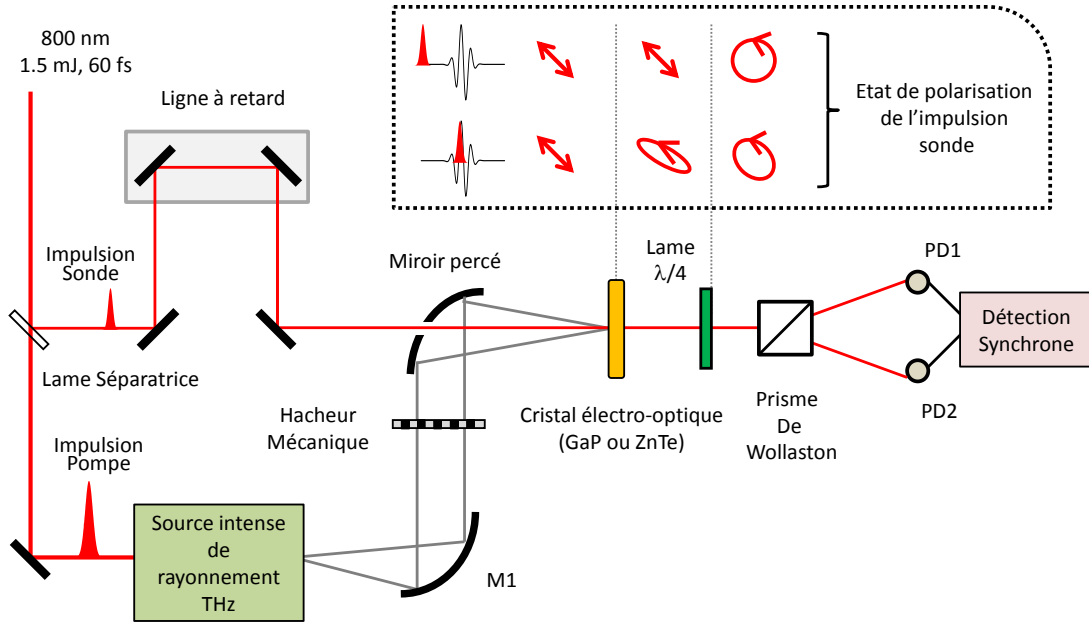 800 nm
1.5 mJ, 60 fs
Ligne à retard
Etat de polarisation
de l'impulsion
sonde
Impulsion
Sonde
Miroir percé
Lame
λ/4
PD1
Détection
Synchrone
Lame Séparatrice
PD2
Hacheur
Mécanique
Cristal électro-optique
(GaP ou ZnTe)
Prisme
De
Wollaston
Impulsion
Pompe
Source intense
de
rayonnement
THz
M1